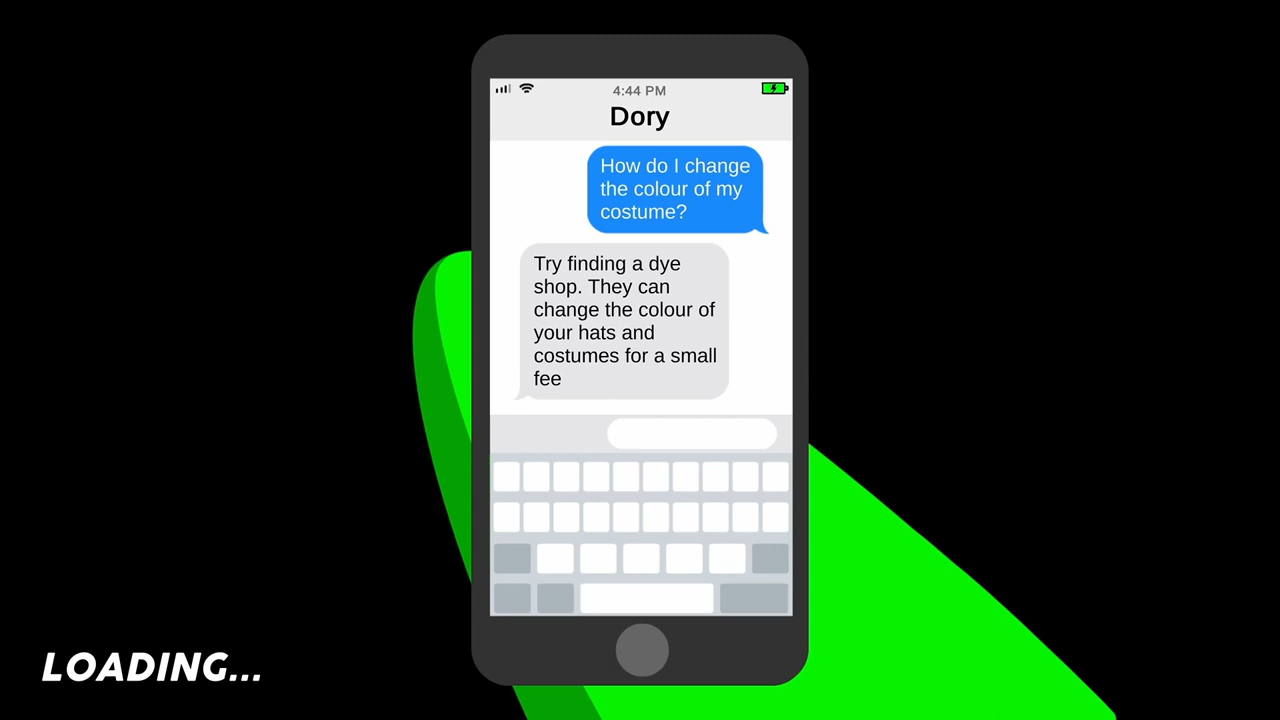 4:44 PM
Dory
How do I change
the colour of my
costume?
Try finding a dye
shop. They can
change the colour of
your hats and
costumes for a small
fee
LOADING...